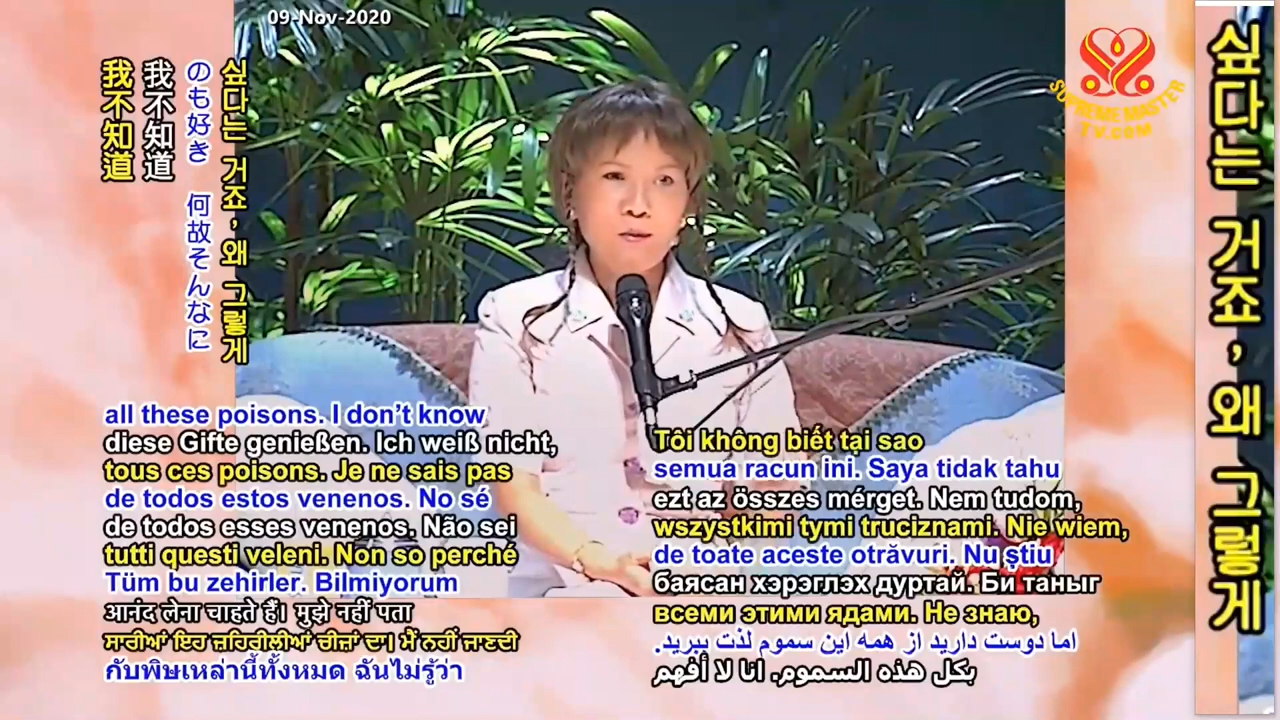 09-Nov-2020
SUPREME MASTER
TV.COM
싶다는 거죠, 왜 그렇게
싶다는 거죠, 왜 그렇게
のも好き 何故そんなに
我不知道
我不知道
all these poisons. I don’t know
diese Gifte genießen. Ich weiß nicht,
tous ces poisons. Je ne sais pas
de todos estos venenos. No sé
de todos esses venenos. Não sei
tutti questi veleni. Non so perché
Tüm bu zehirler. Bilmiyorum
आनंद लेना चाहते हैं। मुझे नहीं पता
ਸਾਰੀਆਂ ਇਹ ਜ਼ਹਿਰੀਲੀਆਂ ਚੀਜ਼ਾਂ ਦਾ। ਮੈਂ ਨਹੀਂ ਜਾਣਦੀ
กับพิษเหล่านี้ทั้งหมด ฉันไม่รู้ว่า
Tôi không biết tại sao
semua racun ini. Saya tidak tahu
ezt az összes mérget. Nem tudom,
wszystkimi tymi truciznami. Nie wiem,
de toate aceste otrăvuri. Nu știu
баясан хэрэглэх дуртай. Би таныг
всеми этими ядами. Не знаю,
اما دوست دارید از همه این سموم لذت ببرید.
بكل هذه السموم. انا لا أفهم